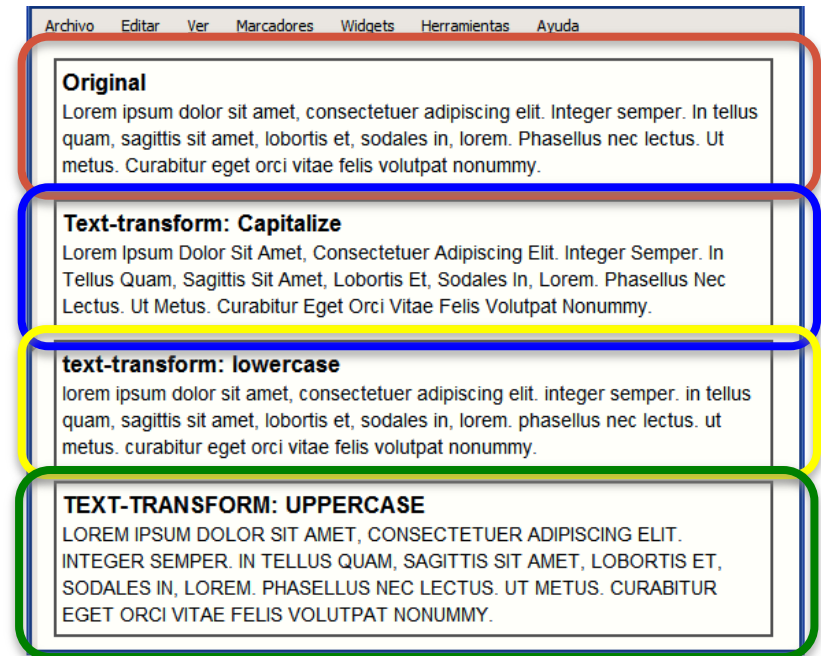 Archivo Editar Ver Marcadores Widgets Herramientas Ayuda
Original
Lorem ipsum dolor sit amet, consectetuer adipiscing elit. Integer semper. In tellus
quam, sagittis sit amet, lobortis et, sodales in, lorem. Phasellus nec lectus. Ut
metus. Curabitur eget orci vitae felis volutpat nonummy.
Text-transform: Capitalize
Lorem Ipsum Dolor Sit Amet, Consectetuer Adipiscing Elit. Integer Semper. In
Tellus Quam, Sagittis Sit Amet, Lobortis Et, Sodales In, Lorem. Phasellus Nec
Lectus. Ut Metus. Curabitur Eget Orci Vitae Felis Volutpat Nonummy.
text-transform: lowercase
lorem ipsum dolor sit amet, consectetuer adipiscing elit. integer semper. in tellus
quam, sagittis sit amet, lobortis et, sodales in, lorem. phasellus nec lectus. ut
metus. curabitur eget orci vitae felis volutpat nonummy.
TEXT-TRANSFORM: UPPERCASE
LOREM IPSUM DOLOR SIT AMET, CONSECTETUER ADIPISCING ELIT.
INTEGER SEMPER. IN TELLUS QUAM, SAGITTIS SIT AMET, LOBORTIS ET,
SODALES IN, LOREM. PHASELLUS NEC LECTUS. UT METUS. CURABITUR
EGET ORCI VITAE FELIS VOLUTPAT NONUMMY.